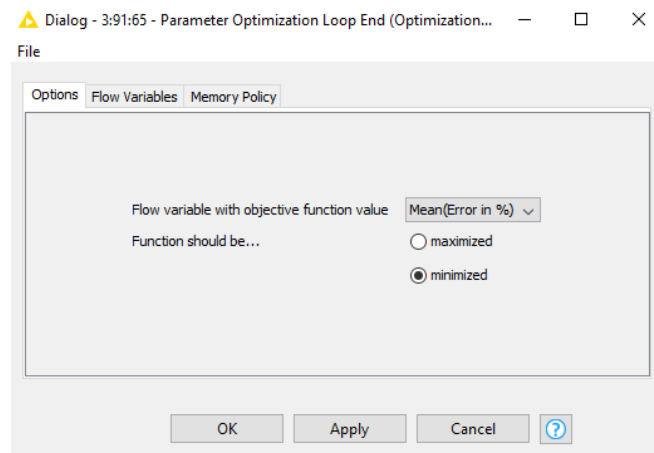 Dialog - 3:91:65 - Parameter Optimization Loop End (Optimization...
File
Options Flow Variables Memory Policy
Flow variable with objective function value Mean(Error in %)
Function should be... maximized
minimized
OK Apply Cancel ?